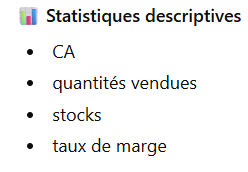 📊 Statistiques descriptives
• CA
• quantités vendues
• stocks
• taux de marge